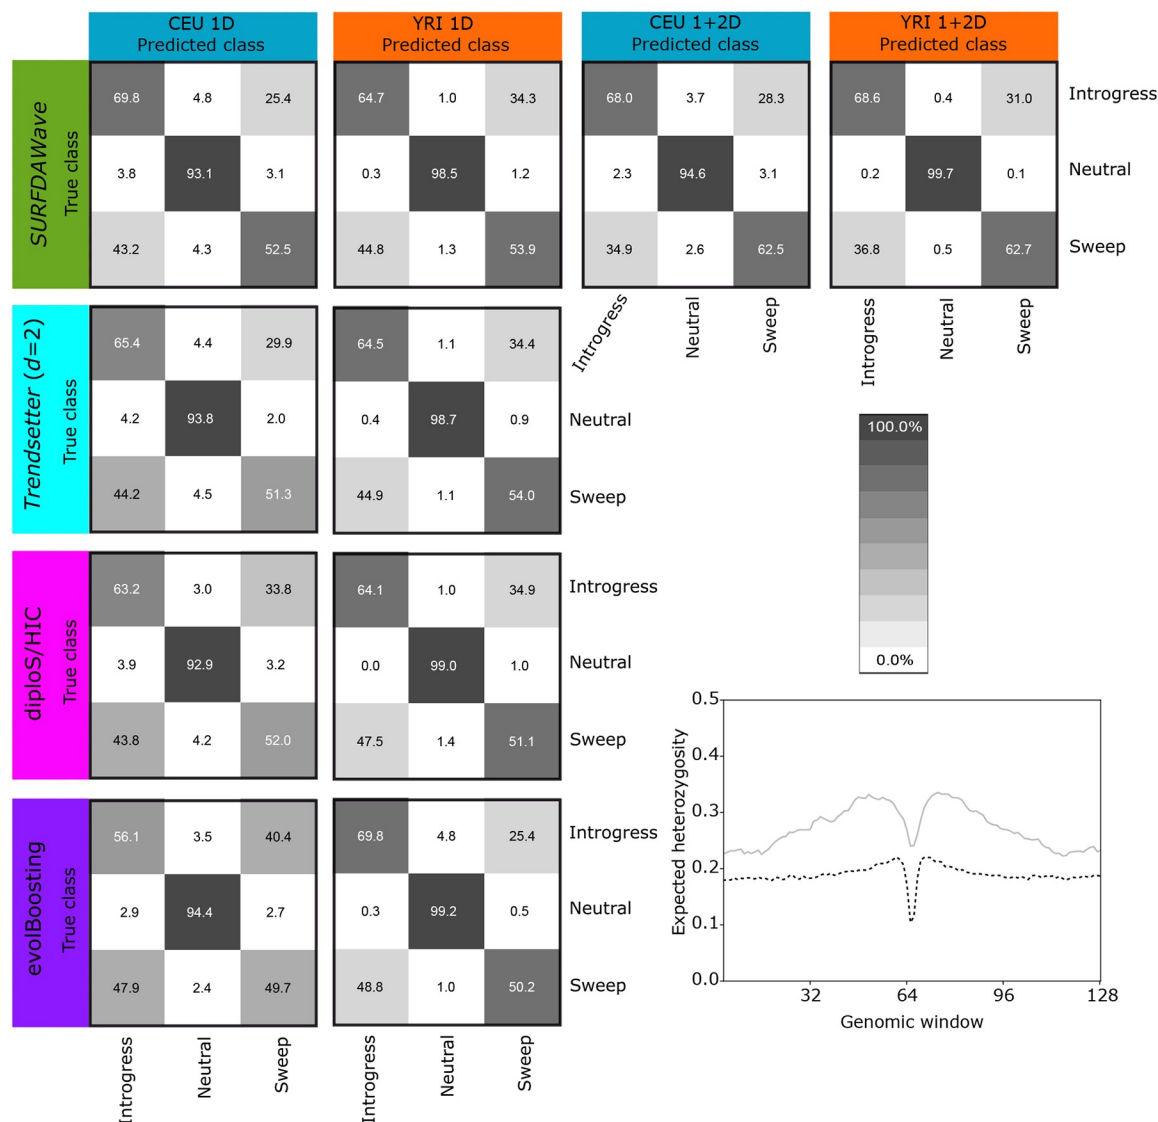 CEU 1D
Predicted class
YRI 1D
Predicted class
CEU 1+2D
Predicted class
YRI 1+2D
Predicted class
SURFDAWave
True class
69.8 4.8 25.4
3.8 93.1 3.1
43.2 4.3 52.5
64.7 1.0 34.3
0.3 98.5 1.2
44.8 1.3 53.9
68.0 3.7 28.3
2.3 94.6 3.1
34.9 2.6 62.5
68.6 0.4 31.0
0.2 99.7 0.1
36.8 0.5 62.7
Introgress
Neutral
Sweep
Introgress
Neutral
Sweep
Introgress
Neutral
Sweep
Trendsetter (d=2)
True class
65.4 4.4 29.9
4.2 93.8 2.0
44.2 4.5 51.3
64.5 1.1 34.4
0.4 98.7 0.9
44.9 1.1 54.0
Neutral
Sweep
diploS/HIC
True class
63.2 3.0 33.8
3.9 92.9 3.2
43.8 4.2 52.0
64.1 1.0 34.9
0.0 99.0 1.0
47.5 1.4 51.1
Introgress
Neutral
Sweep
evolBoosting
True class
56.1 3.5 40.4
2.9 94.4 2.7
47.9 2.4 49.7
69.8 4.8 25.4
0.3 99.2 0.5
48.8 1.0 50.2
Introgress
Neutral
Sweep
Introgress
Neutral
Sweep
Introgress
Neutral
Sweep
100.0%
0.0%
Expected heterozygosity
0.5
0.4
0.3
0.2
0.1
0.0
32 64 96 128
Genomic window